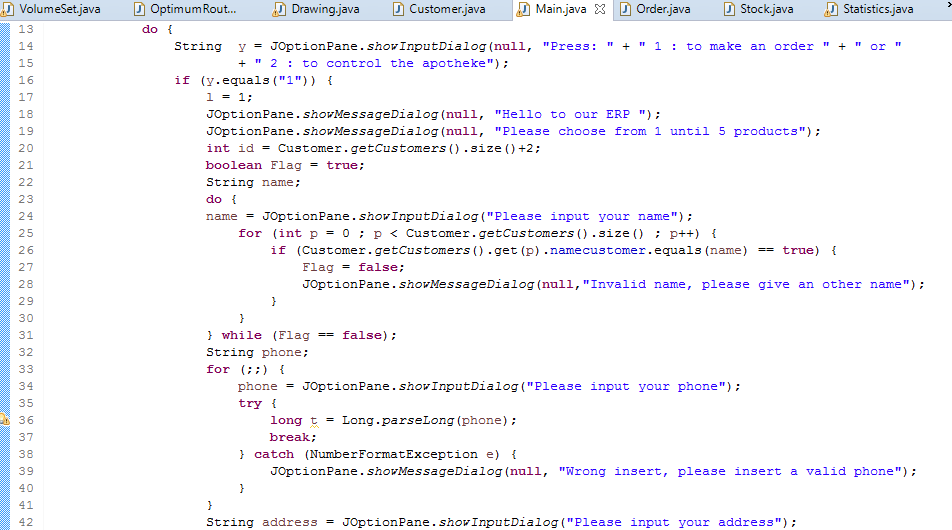 VolumeSet.java OptimumRout... Drawing.java Customer.java Main.java Order.java Stock.java Statistics.java
13 do {
14 String y = JOptionPane.showInputDialog(null, "Press: " + " 1 : to make an order " + " or "
15 + " 2 : to control the apotheke");
16 if (y.equals("1")) {
17 l = 1;
18 JOptionPane.showMessageDialog(null, "Hello to our ERP ");
19 JOptionPane.showMessageDialog(null, "Please choose from 1 until 5 products");
20 int id = Customer.getCustomers().size()+2;
21 boolean Flag = true;
22 String name;
23 do {
24 name = JOptionPane.showInputDialog("Please input your name");
25 for (int p = 0 ; p < Customer.getCustomers().size() ; p++) {
26 if (Customer.getCustomers().get(p).namecustomer.equals(name) == true) {
27 Flag = false;
28 JOptionPane.showMessageDialog(null,"Invalid name, please give an other name");
29 }
30 }
31 } while (Flag == false);
32 String phone;
33 for (;;) {
34 phone = JOptionPane.showInputDialog("Please input your phone");
35 try {
36 long t = Long.parseLong(phone);
37 break;
38 } catch (NumberFormatException e) {
39 JOptionPane.showMessageDialog(null, "Wrong insert, please insert a valid phone");
40 }
41 }
42 String address = JOptionPane.showInputDialog("Please input your address");